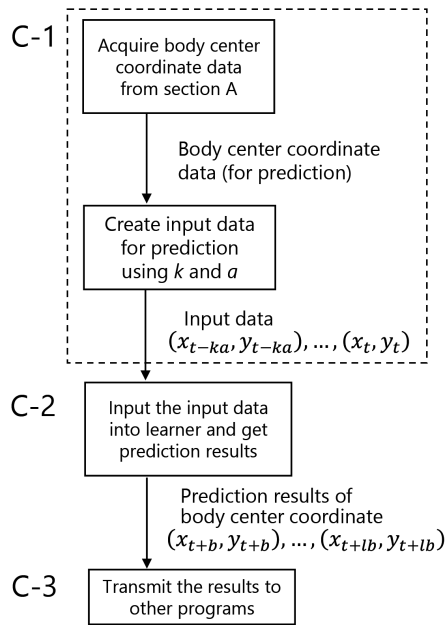 C-1
Acquire body center
coordinate data
from section A
Body center coordinate
data (for prediction)
Create input data
for prediction
using k and a
Input data
(x_{t-ka}, y_{t-ka}), ..., (x_t, y_t)
C-2
Input the input data
into learner and get
prediction results
Prediction results of
body center coordinate
(x_{t+b}, y_{t+b}), ..., (x_{t+lb}, y_{t+lb})
C-3
Transmit the results to
other programs